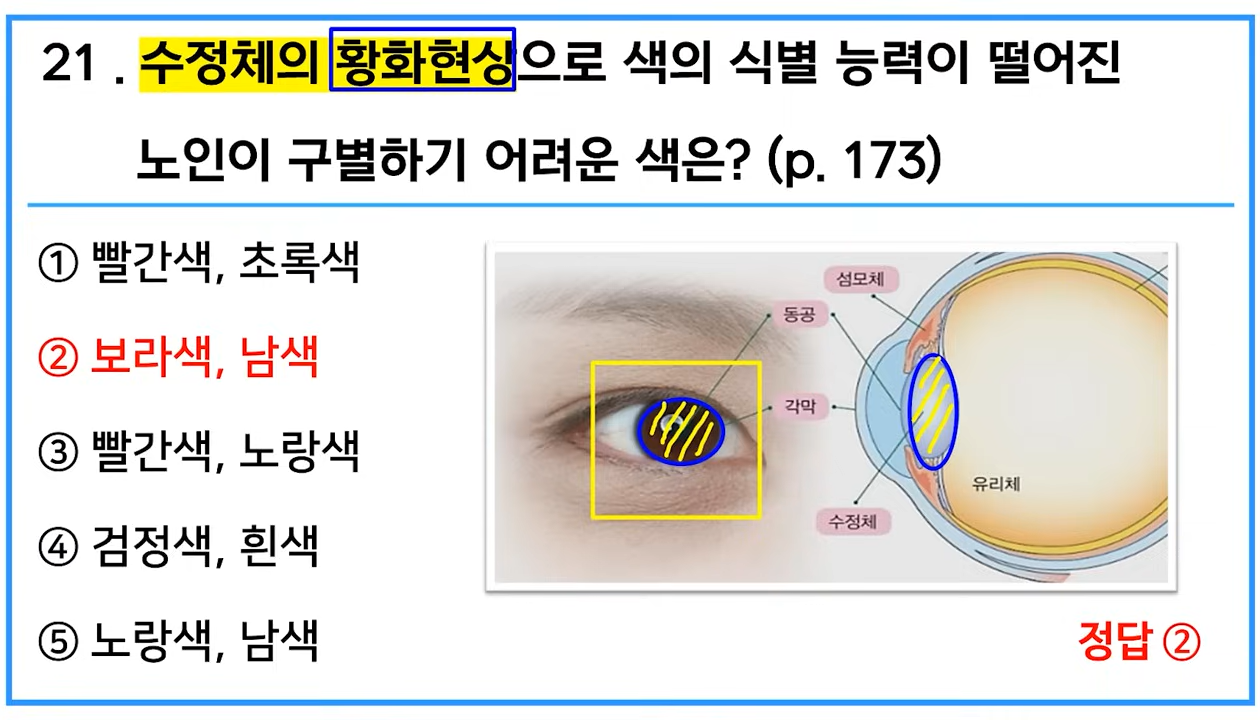 21 . 수정체의 황화현상으로 색의 식별 능력이 떨어진
노인이 구별하기 어려운 색은? (p. 173)
① 빨간색, 초록색
② 보라색, 남색
③ 빨간색, 노랑색
④ 검정색, 흰색
⑤ 노랑색, 남색
섬모체
동공
각막
유리체
수정체
정답 ②